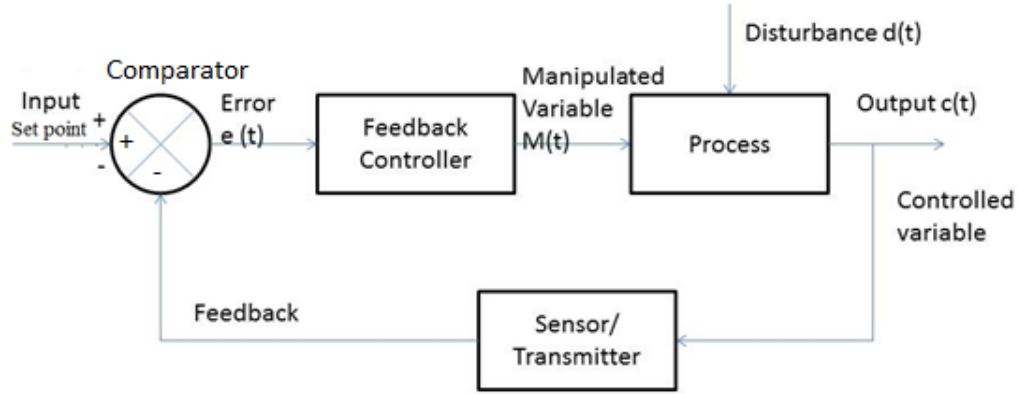 Disturbance d(t)
Comparator
Input
Set point
+
-
+
-
Error
e (t)
Feedback
Controller
Manipulated
Variable
M(t)
Process
Output c(t)
Controlled
variable
Feedback
Sensor/
Transmitter